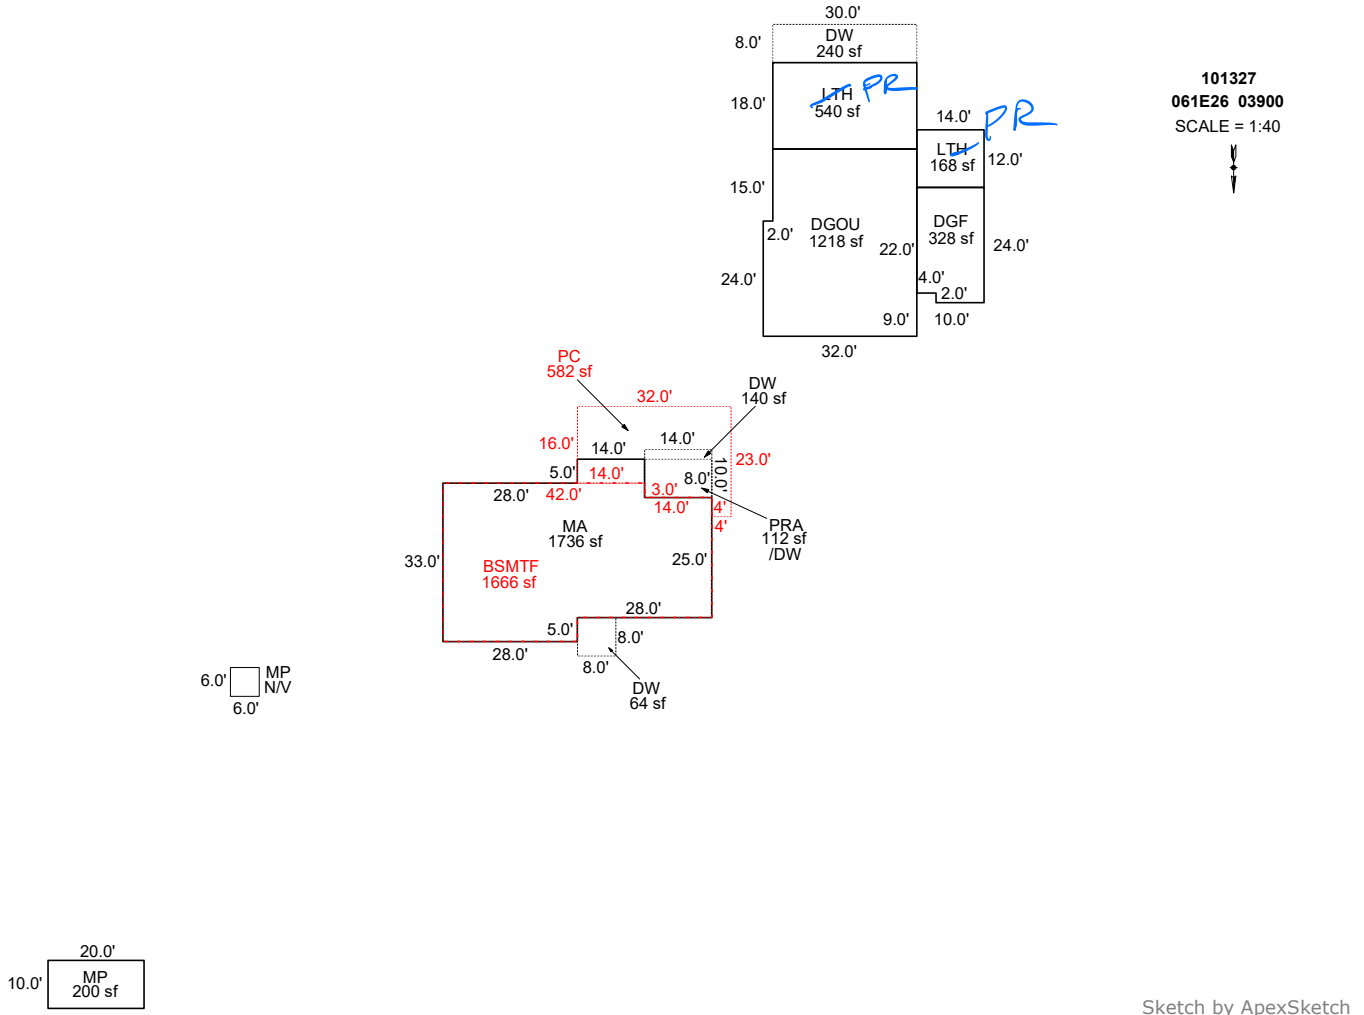 30.0'
DW
8.0'
240 sf
101327
061E26 03900
SCALE = 1:40
LTH PR
18.0'
540 sf
14.0' PR
LTH
168 sf
12.0'
15.0'
DGOU
1218 sf
DGF
328 sf
2.0'
22.0'
24.0'
24.0'
4.0'
2.0'
9.0'
10.0'
32.0'
PC
582 sf
DW
140 sf
32.0'
14.0'
16.0'
14.0'
23.0'
5.0'
14.0'
8.0'
10.0'
28.0'
42.0'
3.0'
14.0'
4'
4'
MA
1736 sf
PRA
112 sf
/DW
33.0'
BSMTF
1666 sf
25.0'
28.0'
5.0'
8.0'
28.0'
8.0'
DW
64 sf
6.0'
MP
N/V
6.0'
20.0'
10.0'
MP
200 sf
Sketch by ApexSketch